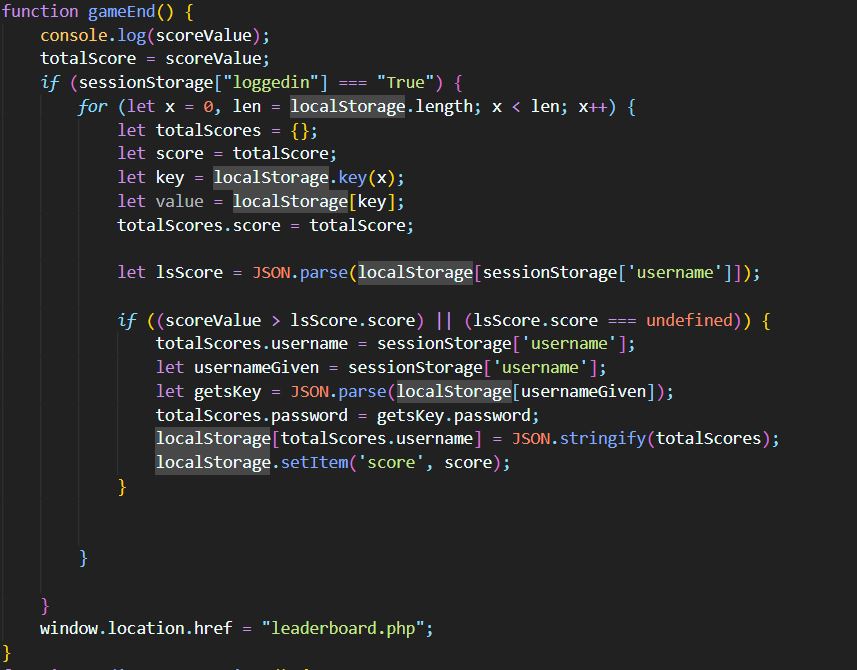 function gameEnd() {
    console.log(scoreValue);
    totalScore = scoreValue;
    if (sessionStorage["loggedin"] === "True") {
        for (let x = 0, len = localStorage.length; x < len; x++) {
            let totalScores = {};
            let score = totalScore;
            let key = localStorage.key(x);
            let value = localStorage[key];
            totalScores.score = totalScore;
            let lsScore = JSON.parse(localStorage[sessionStorage['username']]);
            if ((scoreValue > lsScore.score) || (lsScore.score === undefined)) {
                totalScores.username = sessionStorage['username'];
                let usernameGiven = sessionStorage['username'];
                let getsKey = JSON.parse(localStorage[usernameGiven]);
                totalScores.password = getsKey.password;
                localStorage[totalScores.username] = JSON.stringify(totalScores);
                localStorage.setItem('score', score);
            }
        }
    }
    window.location.href = "leaderboard.php";
}